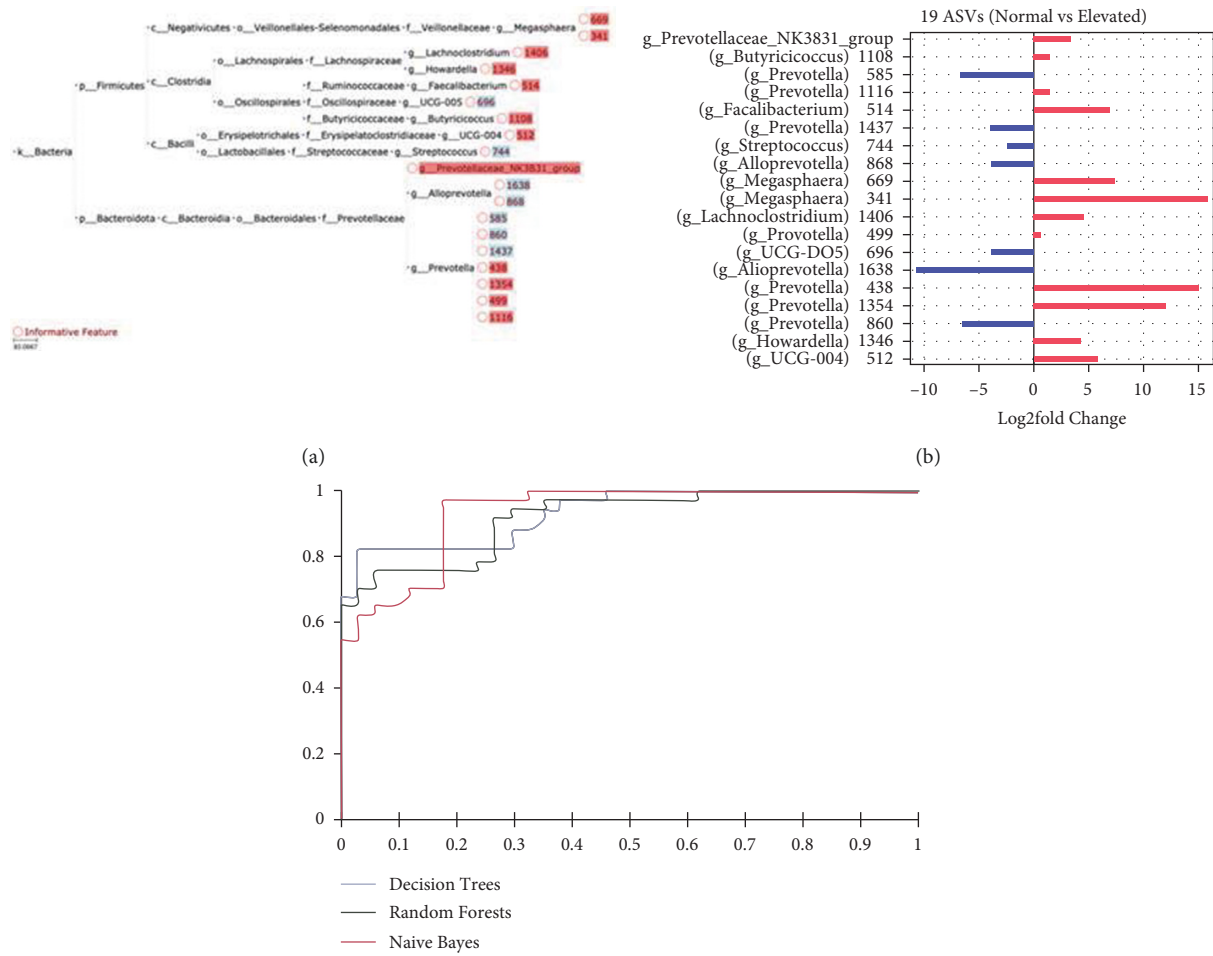 c__Negativicutes o__Veillonellales-Selenomonadales f__Veillonellaceae g__Megasphaera 669
341
o__Lachnospirales f__Lachnospiraceae g__Lachnoclostridium 1406
g__Howardella 1346
p__Firmicutes c__Clostridia f__Ruminococcaceae g__Faecalibacterium 514
o__Oscillospirales f__Oscillospiraceae g__UCG-005 696
f__Butyricicoccaceae g__Butyricicoccus 1108
c__Bacilli o__Erysipelotrichales f__Erysipelatoclostridiaceae g__UCG-004 512
o__Lactobacillales f__Streptococcaceae g__Streptococcus 744
k__Bacteria
g__Prevotellaceae_NK3831_group
g__Alloprevotella 1638
868
p__Bacteroidota c__Bacteroidia o__Bacteroidales f__Prevotellaceae 585
860
1437
g__Prevotella 438
1354
499
1116
Informative Feature
(a)
19 ASVs (Normal vs Elevated)
g_Prevotellaceae_NK3831_group
(g_Butyricicoccus) 1108
(g_Prevotella) 585
(g_Prevotella) 1116
(g_Facalibacterium) 514
(g_Prevotella) 1437
(g_Streptococcus) 744
(g_Alloprevotella) 868
(g_Megasphaera) 669
(g_Megasphaera) 341
(g_Lachnoclostridium) 1406
(g_Provotella) 499
(g_UCG-DO5) 696
(g_Alioprevotella) 1638
(g_Prevotella) 438
(g_Prevotella) 1354
(g_Prevotella) 860
(g_Howardella) 1346
(g_UCG-004) 512
−10 −5 0 5 10 15
Log2fold Change
(b)
1
0.8
0.6
0.4
0.2
0
0 0.1 0.2 0.3 0.4 0.5 0.6 0.7 0.8 0.9 1
Decision Trees
Random Forests
Naive Bayes